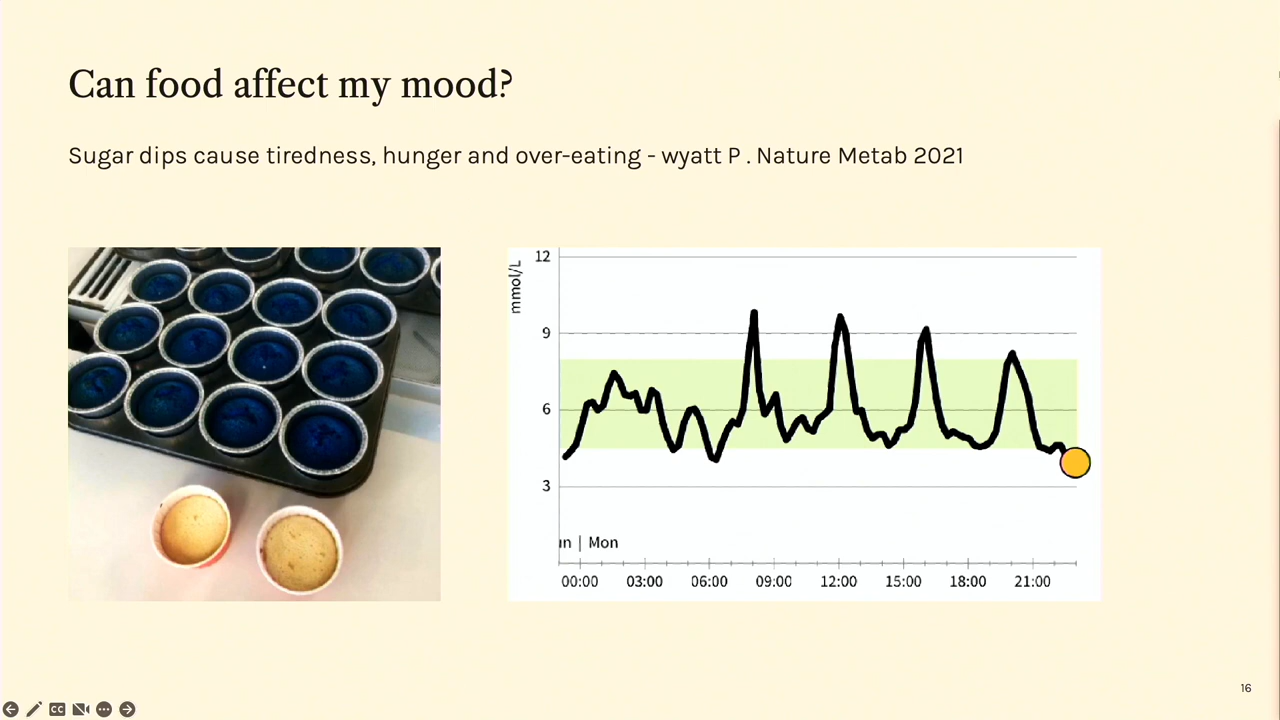 Can food affect my mood?
Sugar dips cause tiredness, hunger and over-eating - wyatt P . Nature Metab 2021
mmol/L
12
9
6
3
ın | Mon
00:00 03:00 06:00 09:00 12:00 15:00 18:00 21:00
16
CC